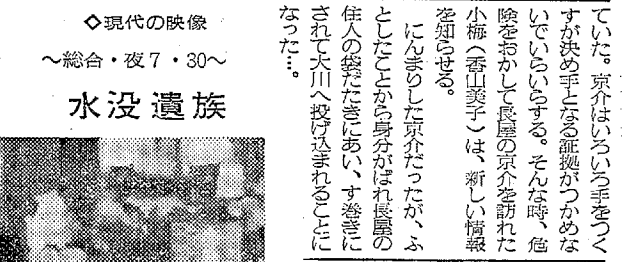 ていた。京介はいろいろ手をつく
すが決め手となる証拠がつかめな
いでいらいらする。そんな時、危
険をおかして長屋の京介を訪れた
小梅（香山美子）は、新しい情報
を知らせる。
にんまりした京介だったが、ふ
としたことから身分がばれ長屋の
住人の袋だたきにあい、す巻きに
されて大川へ投げ込まれることに
なった…。
◇現代の映像
〜総合・夜７・30〜
水没遺族